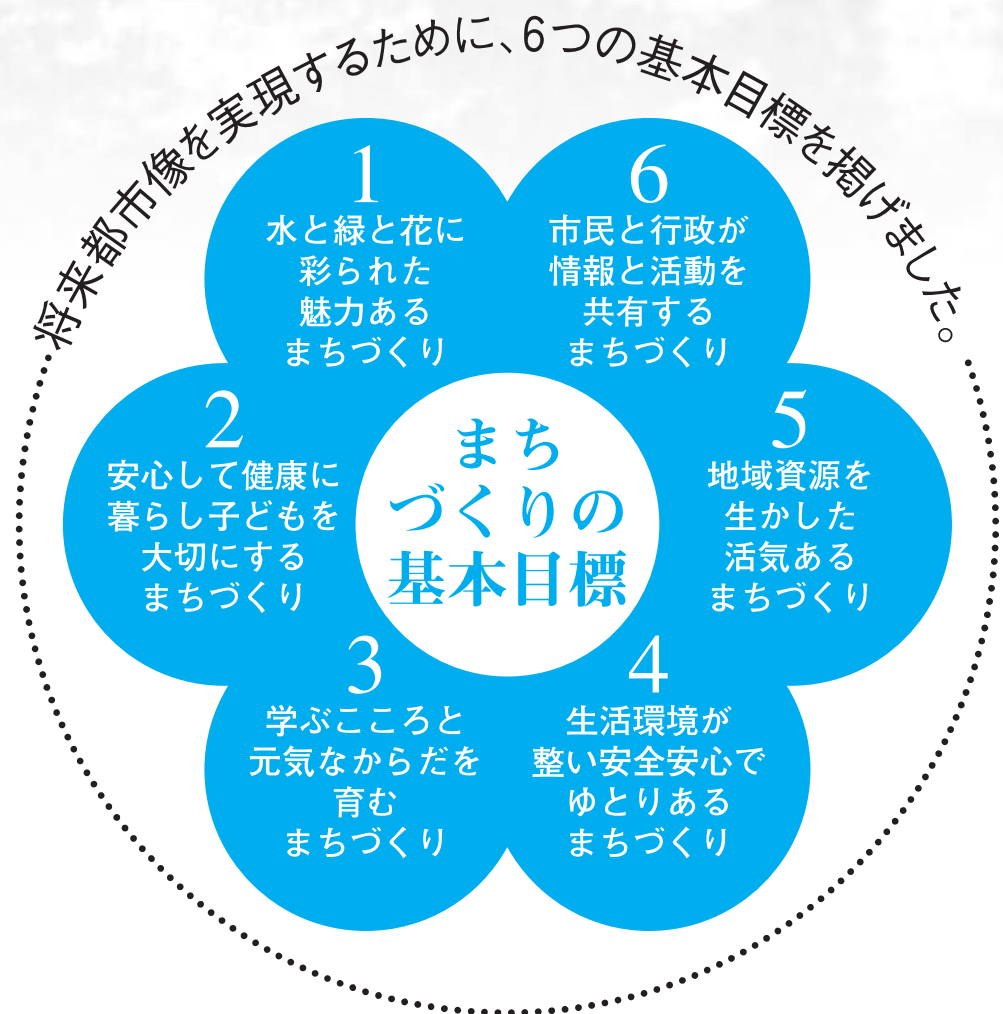 将来都市像を実現するために、6つの基本目標を掲げました。
まち
づくりの
基本目標
1
水と緑と花に
彩られた
魅力ある
まちづくり
2
安心して健康に
暮らし子どもを
大切にする
まちづくり
3
学ぶこころと
元気なからだを
育む
まちづくり
4
生活環境が
整い安全安心で
ゆとりある
まちづくり
5
地域資源を
生かした
活気ある
まちづくり
6
市民と行政が
情報と活動を
共有する
まちづくり